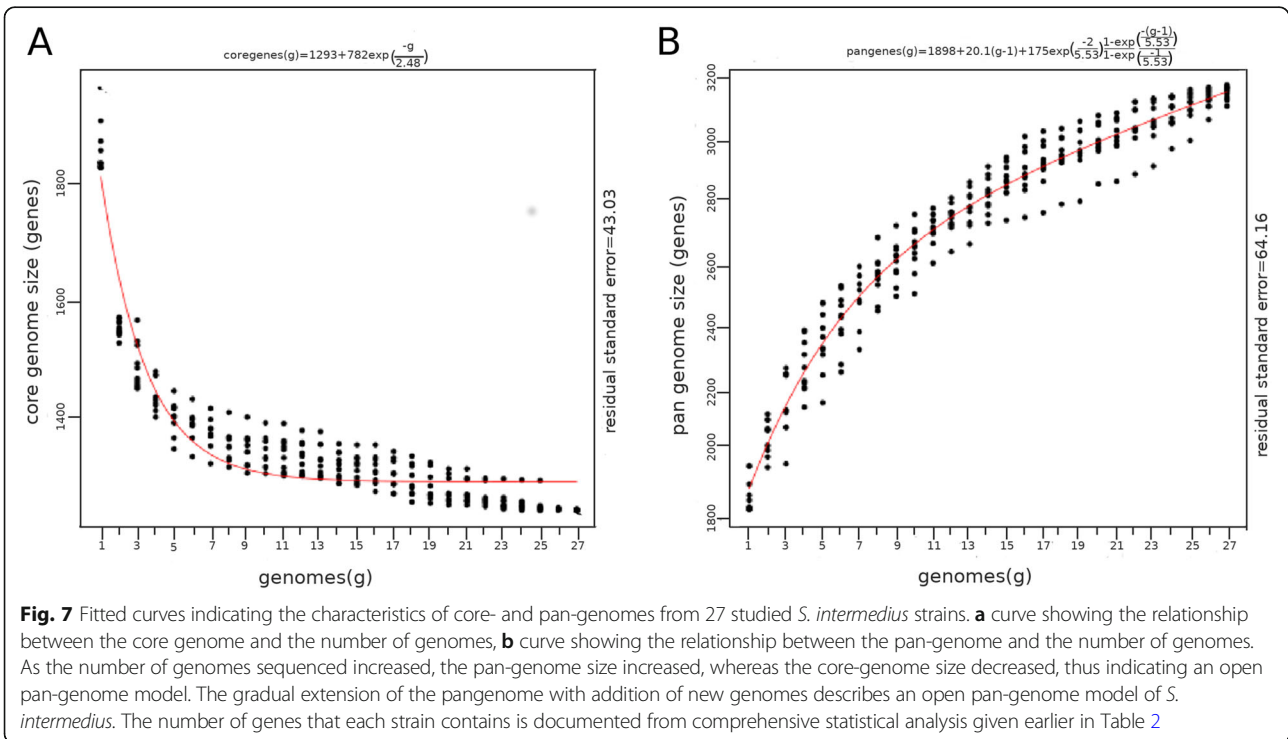 A
coregenes(g)=1293+782exp(-g/2.48)
core genome size (genes)
1800
1600
1400
1 3 5 7 9 11 13 15 17 19 21 23 25 27
genomes(g)
residual standard error=43.03
B
pangenes(g)=1898+20.1(g-1)+175exp(-2/5.53) 1-exp(-(g-1)/5.53)/1-exp(-1/5.53)
pan genome size (genes)
3200
3000
2800
2600
2400
2200
2000
1800
1 3 5 7 9 11 13 15 17 19 21 23 25 27
genomes(g)
residual standard error=64.16
Fig. 7 Fitted curves indicating the characteristics of core- and pan-genomes from 27 studied S. intermedius strains. a curve showing the relationship
between the core genome and the number of genomes, b curve showing the relationship between the pan-genome and the number of genomes.
As the number of genomes sequenced increased, the pan-genome size increased, whereas the core-genome size decreased, thus indicating an open
pan-genome model. The gradual extension of the pangenome with addition of new genomes describes an open pan-genome model of S.
intermedius. The number of genes that each strain contains is documented from comprehensive statistical analysis given earlier in Table 2